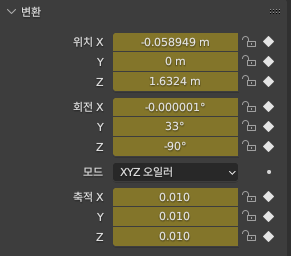 변환
위치 X -0.058949 m
Y 0 m
Z 1.6324 m
회전 X -0.000001°
Y 33°
Z -90°
모드 XYZ 오일러
축적 X 0.010
Y 0.010
Z 0.010